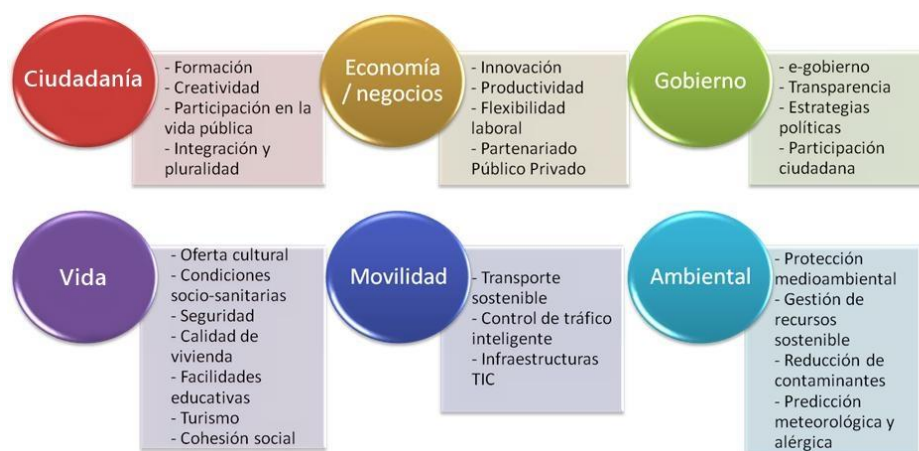 Ciudadanía
- Formación
- Creatividad
- Participación en la
vida pública
- Integración y
pluralidad
Economía
/ negocios
- Innovación
- Productividad
- Flexibilidad
laboral
- Partenariado
Público Privado
Gobierno
- e-gobierno
- Transparencia
- Estrategias
políticas
- Participación
ciudadana
Vida
- Oferta cultural
- Condiciones
socio-sanitarias
- Seguridad
- Calidad de
vivienda
- Facilidades
educativas
- Turismo
- Cohesión social
Movilidad
- Transporte
sostenible
- Control de tráfico
inteligente
- Infraestructuras
TIC
Ambiental
- Protección
medioambiental
- Gestión de
recursos
sostenible
- Reducción de
contaminantes
- Predicción
meteorológica y
alérgica